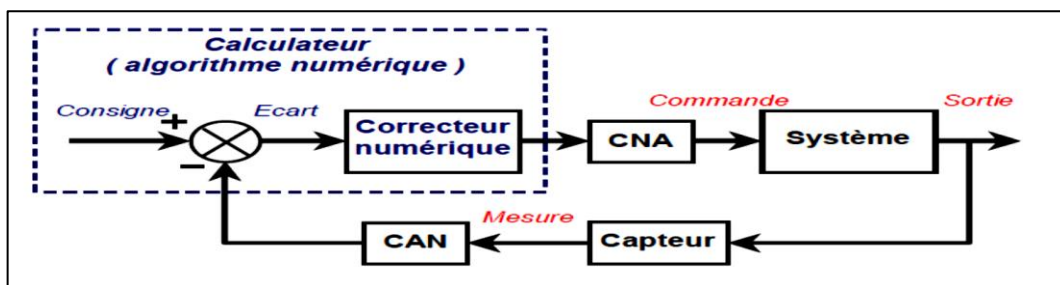 Calculateur
( algorithme numérique )
Consigne
+
Ecart
Correcteur
numérique
CNA
Commande
Système
Sortie
−
CAN
Mesure
Capteur